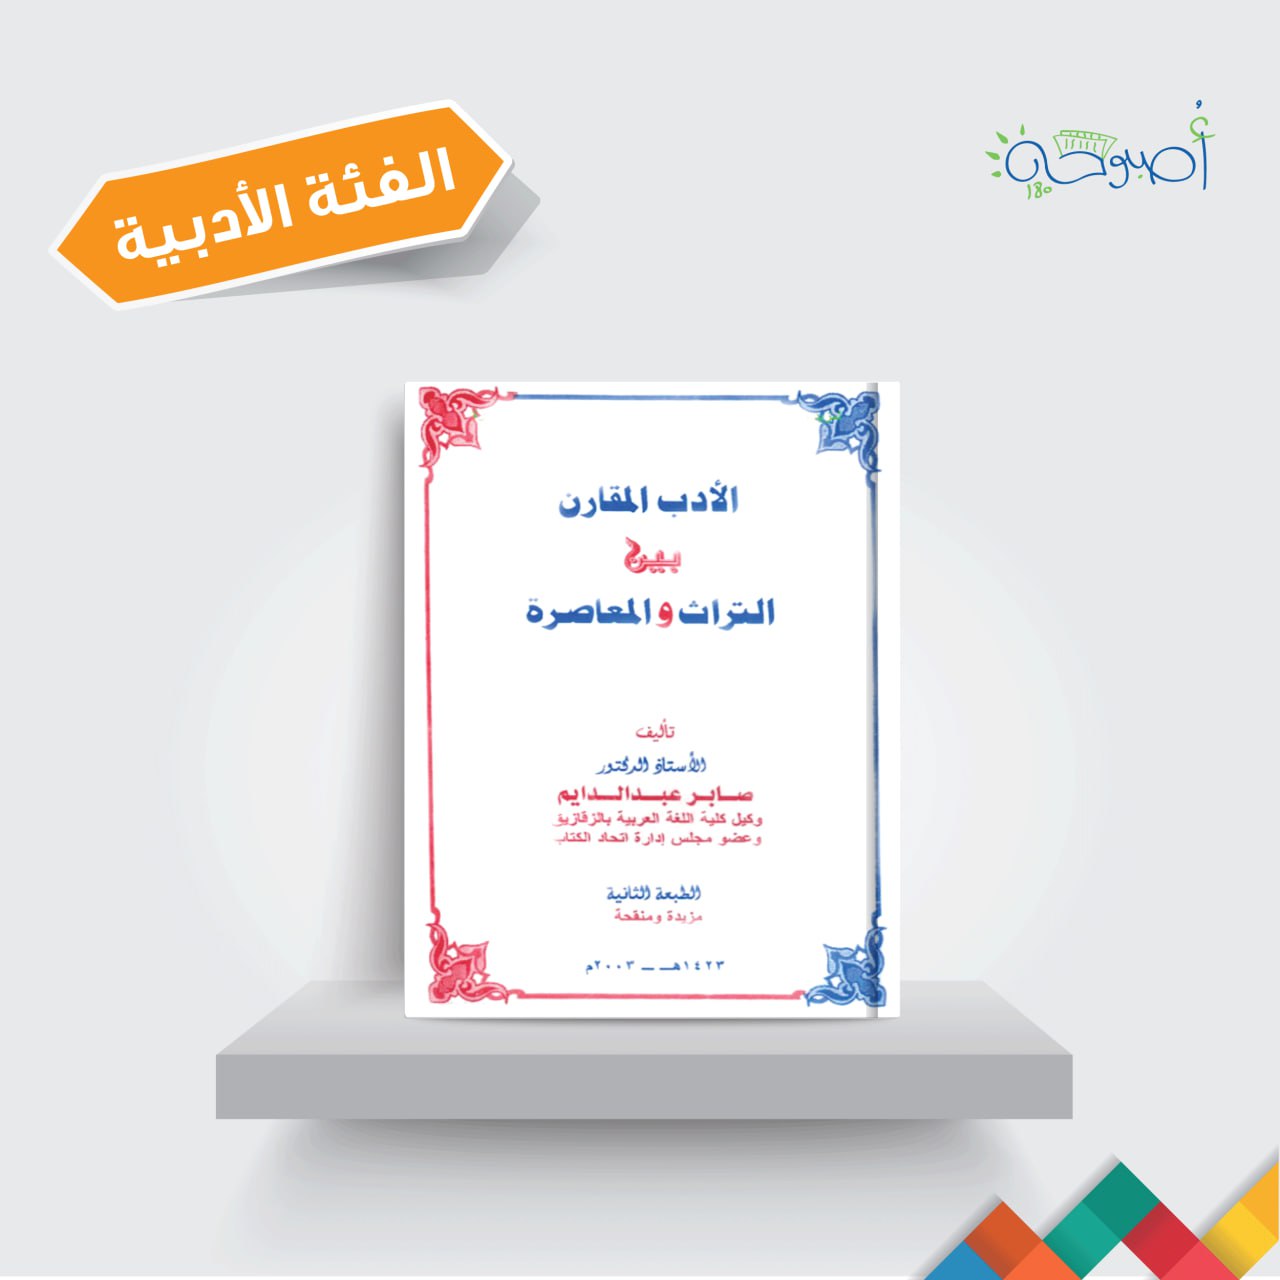 الفئة الأدبية
أصبوحة
١٨٠
الأدب المقارن
بين
التراث والمعاصرة
تأليف
الأستاذ الدكتور
صابر عبدالدايم
وكيل كلية اللغة العربية بالزقازيق
وعضو مجلس إدارة اتحاد الكتاب
الطبعة الثانية
مزيدة ومنقحة
١٤٢٣هـ — ٢٠٠٣م